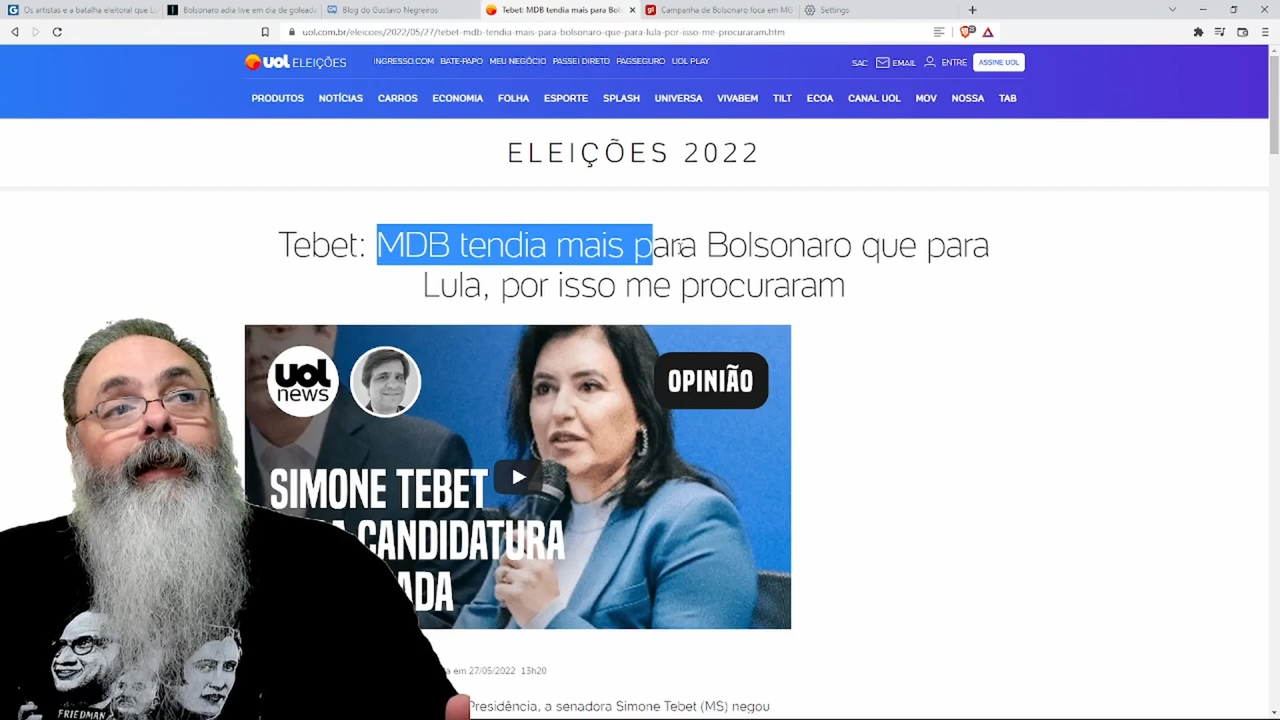 Os artistas e a batalha eleitoral que L
Bolsonaro adia live em dia de golead
Blog do Gustavo Negreiros
Tebet: MDB tendia mais para Bols
Campanha de Bolsonaro foca em MG
Settings
uol.com.br/eleicoes/2022/05/27/tebet-mdb-tendia-mais-para-bolsonaro-que-para-lula-por-isso-me-procuraram.htm
UOL ELEIÇÕES
INGRESSO.COM BATE-PAPO MEU NEGÓCIO PASSEI DIRETO PAGSEGURO UOL PLAY
SAC EMAIL ENTRE ASSINE UOL
PRODUTOS NOTÍCIAS CARROS ECONOMIA FOLHA ESPORTE SPLASH UNIVERSA VIVABEM TILT ECOA CANAL UOL MOV NOSSA TAB
ELEIÇÕES 2022
Tebet: MDB tendia mais para Bolsonaro que para
Lula, por isso me procuraram
uol
news
OPINIÃO
SIMONE TEBET
CANDIDATURA
ADA
em 27/05/2022 13h20
Presidência, a senadora Simone Tebet (MS) negou
FRIEDMAN